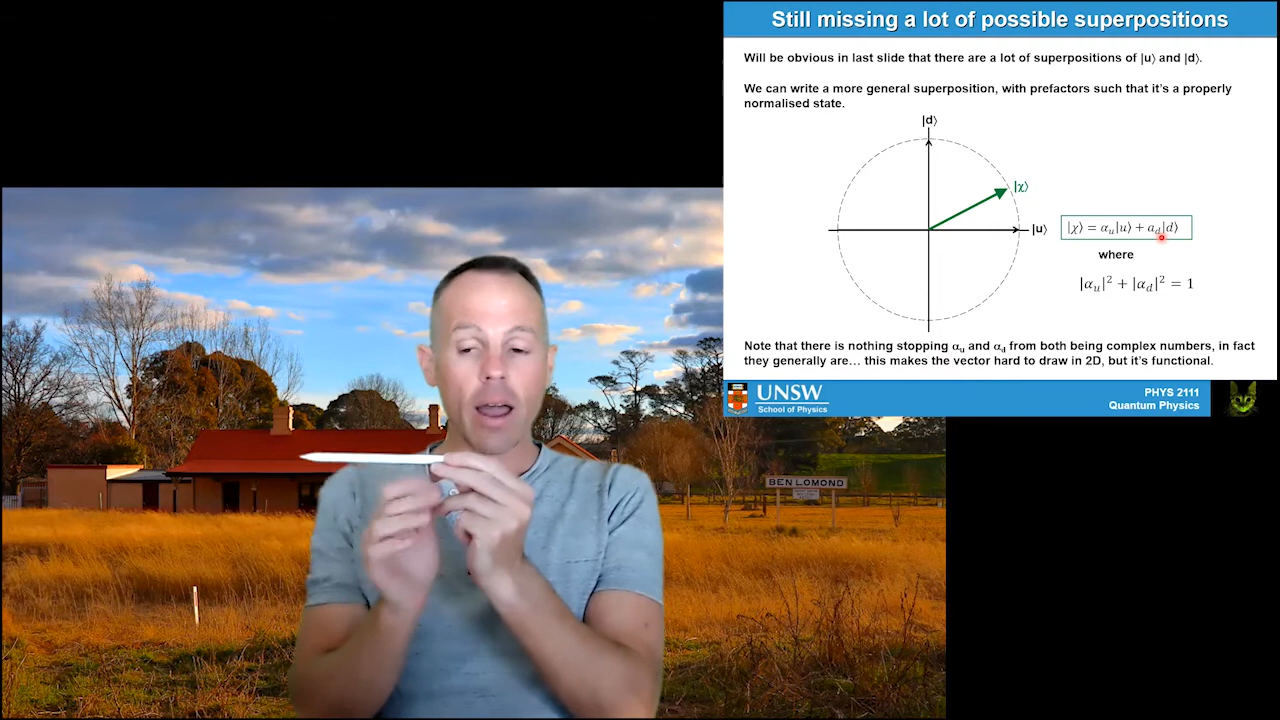 Still missing a lot of possible superpositions
Will be obvious in last slide that there are a lot of superpositions of |u⟩ and |d⟩.
We can write a more general superposition, with prefactors such that it's a properly
normalised state.
|d⟩
|χ⟩
|u⟩
|χ⟩ = α_u|u⟩ + a_d|d⟩
where
|α_u|² + |α_d|² = 1
Note that there is nothing stopping α_u and α_d from both being complex numbers, in fact
they generally are... this makes the vector hard to draw in 2D, but it's functional.
UNSW
School of Physics
PHYS 2111
Quantum Physics
BEN LOMOND